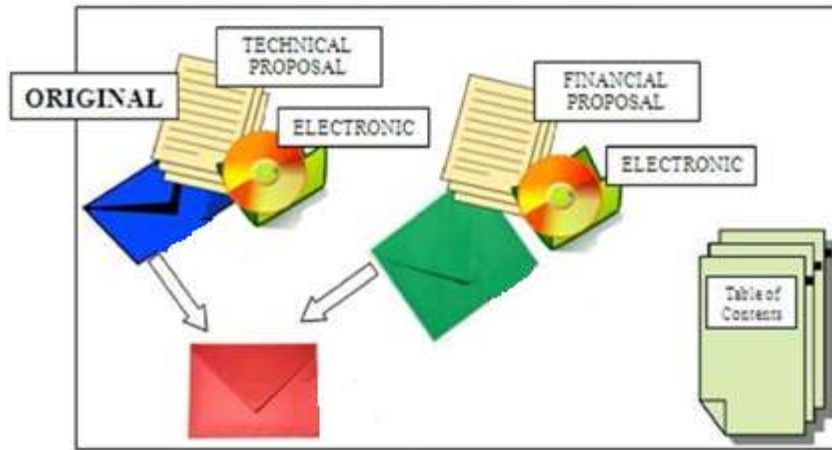 TECHNICAL
PROPOSAL
ORIGINAL
ELECTRONIC
FINANCIAL
PROPOSAL
ELECTRONIC
Table of
Contents